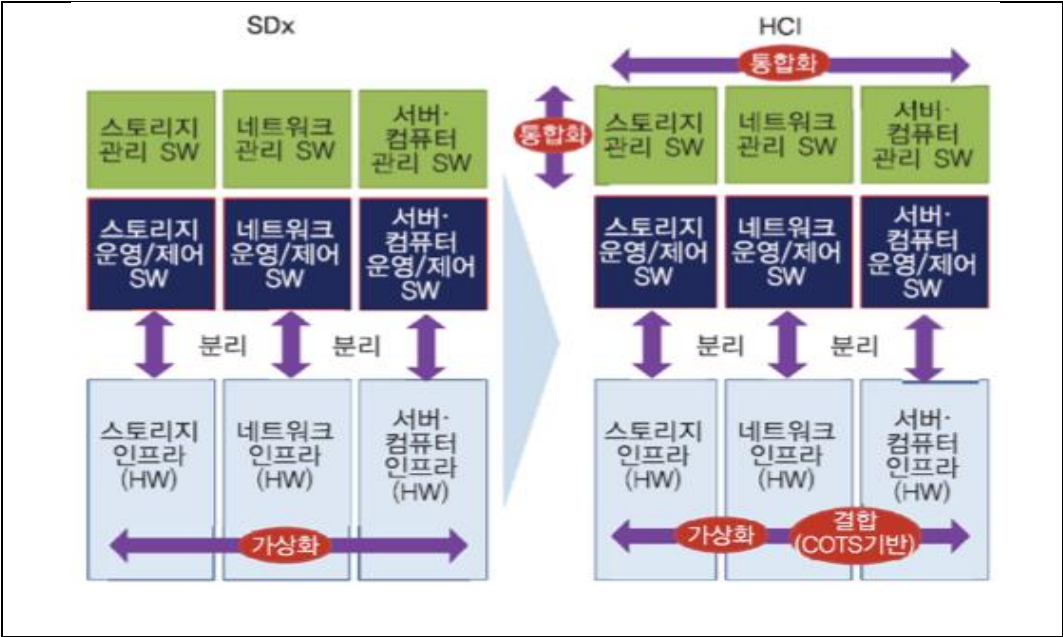 SDx
스토리지
관리 SW
네트워크
관리 SW
서버·
컴퓨터
관리 SW
스토리지
운영/제어
SW
네트워크
운영/제어
SW
서버·
컴퓨터
운영/제어
SW
분리
분리
스토리지
인프라
(HW)
네트워크
인프라
(HW)
서버·
컴퓨터
인프라
(HW)
가상화
HCI
통합화
통합화
스토리지
관리 SW
네트워크
관리 SW
서버·
컴퓨터
관리 SW
스토리지
운영/제어
SW
네트워크
운영/제어
SW
서버·
컴퓨터
운영/제어
SW
분리
분리
스토리지
인프라
(HW)
네트워크
인프라
(HW)
서버·
컴퓨터
인프라
(HW)
가상화
결합
(COTS기반)